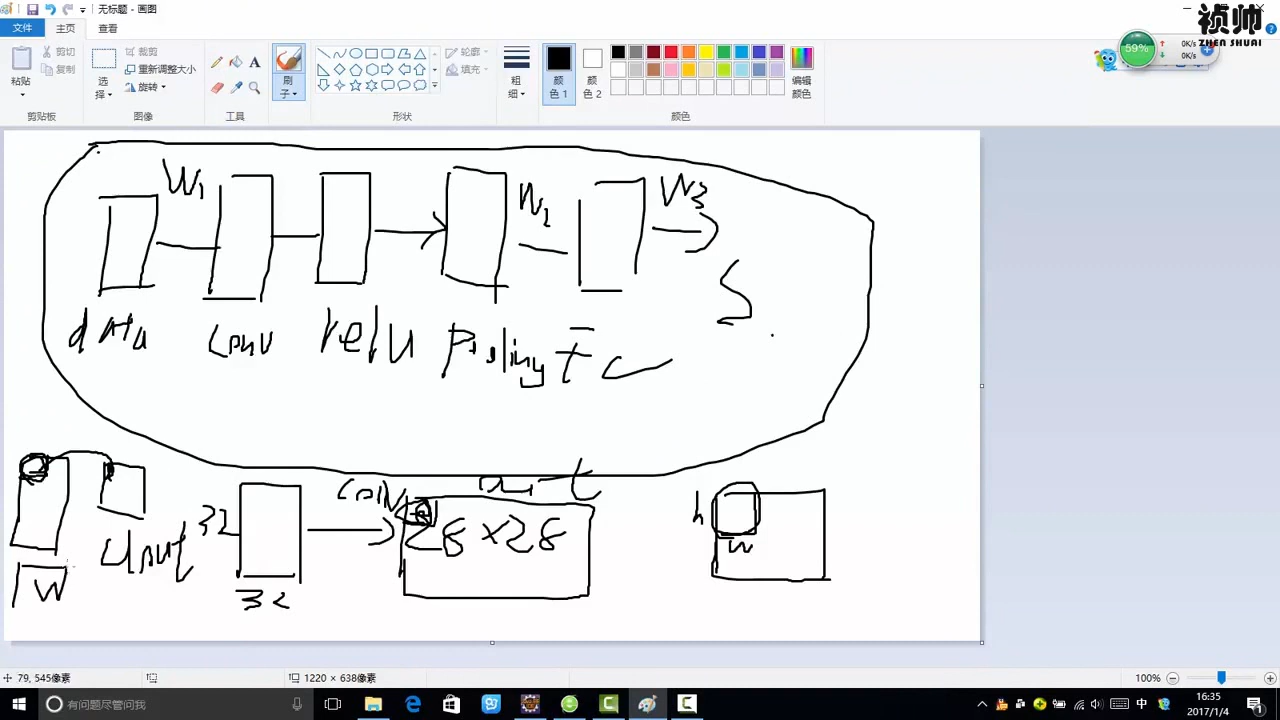 无标题 - 画图
祯帅
ZHEN SHUAI
文件 主页 查看
剪切
复制
粘贴
剪贴板
选择
裁剪
重新调整大小
旋转
图像
A
工具
刷子
轮廓
填充
形状
粗细
颜色 1
颜色 2
编辑颜色
颜色
59%
0K/s
0K/s
W1 W2 W3
data conv relu Pooling Fc
S
conv
32
28×28
h
w
W
32
79, 545像素
1220 × 638像素
100%
有问题尽管问我
中
16:35
2017/1/4